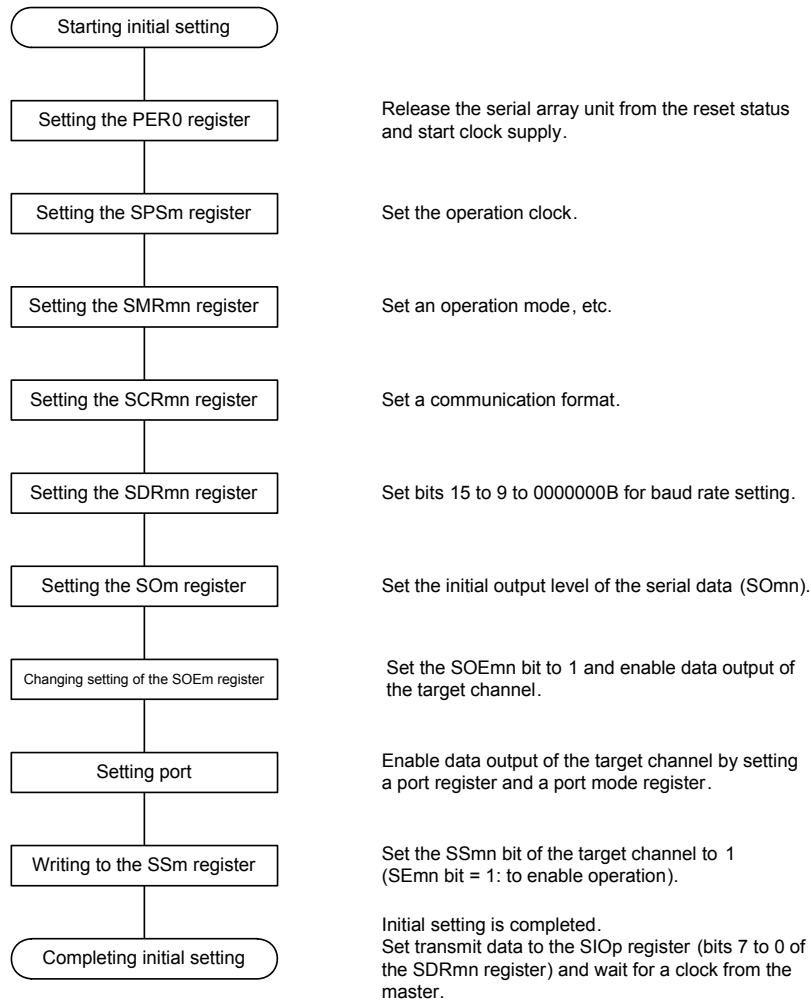 Starting initial setting
Setting the PER0 register
Release the serial array unit from the reset status
and start clock supply.
Setting the SPSm register
Set the operation clock.
Setting the SMRmn register
Set an operation mode, etc.
Setting the SCRmn register
Set a communication format.
Setting the SDRmn register
Set bits 15 to 9 to 0000000B for baud rate setting.
Setting the SOm register
Set the initial output level of the serial data (SOmn).
Changing setting of the SOEm register
Set the SOEmn bit to 1 and enable data output of
the target channel.
Setting port
Enable data output of the target channel by setting
a port register and a port mode register.
Writing to the SSm register
Set the SSmn bit of the target channel to 1
(SEmn bit = 1: to enable operation).
Completing initial setting
Initial setting is completed.
Set transmit data to the SIOp register (bits 7 to 0 of
the SDRmn register) and wait for a clock from the
master.